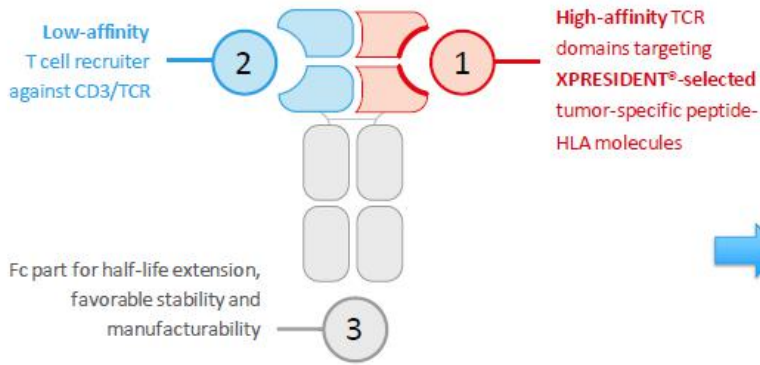 Low-affinity
T cell recruiter
against CD3/TCR
2
1
High-affinity TCR
domains targeting
XPRESIDENT®-selected
tumor-specific peptide-
HLA molecules
Fc part for half-life extension,
favorable stability and
manufacturability
3